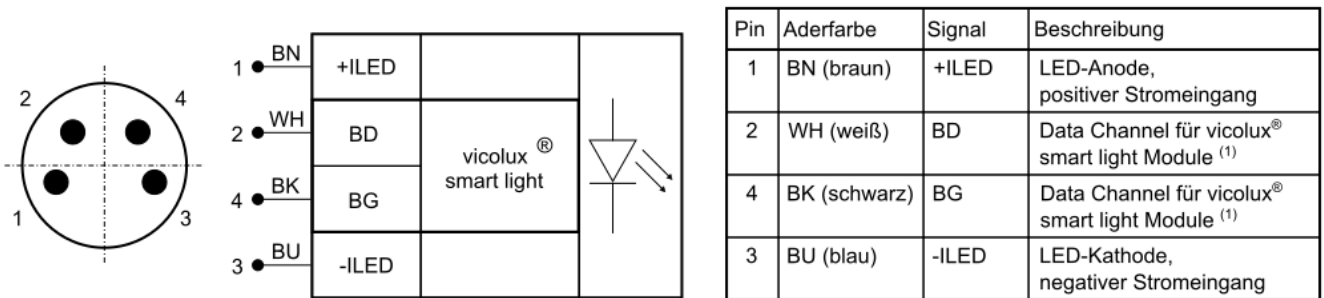 2
4
1
3
1 BN +ILED
2 WH BD
vicolux ®
smart light
4 BK BG
3 BU -ILED
Pin Aderfarbe Signal Beschreibung
1 BN (braun) +ILED LED-Anode,
positiver Stromeingang
2 WH (weiß) BD Data Channel für vicolux®
smart light Module (1)
4 BK (schwarz) BG Data Channel für vicolux®
smart light Module (1)
3 BU (blau) -ILED LED-Kathode,
negativer Stromeingang